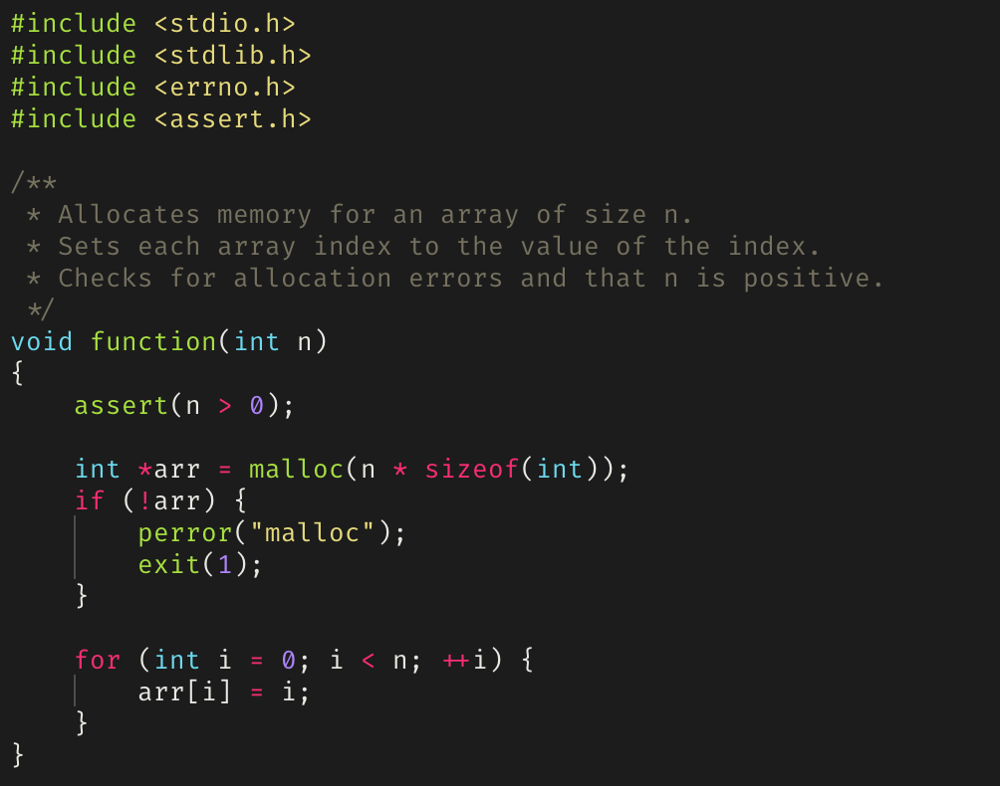 #include <stdio.h>
#include <stdlib.h>
#include <errno.h>
#include <assert.h>

/**
 * Allocates memory for an array of size n.
 * Sets each array index to the value of the index.
 * Checks for allocation errors and that n is positive.
 */
void function(int n)
{
    assert(n > 0);

    int *arr = malloc(n * sizeof(int));
    if (!arr) {
        perror("malloc");
        exit(1);
    }

    for (int i = 0; i < n; ++i) {
        arr[i] = i;
    }
}